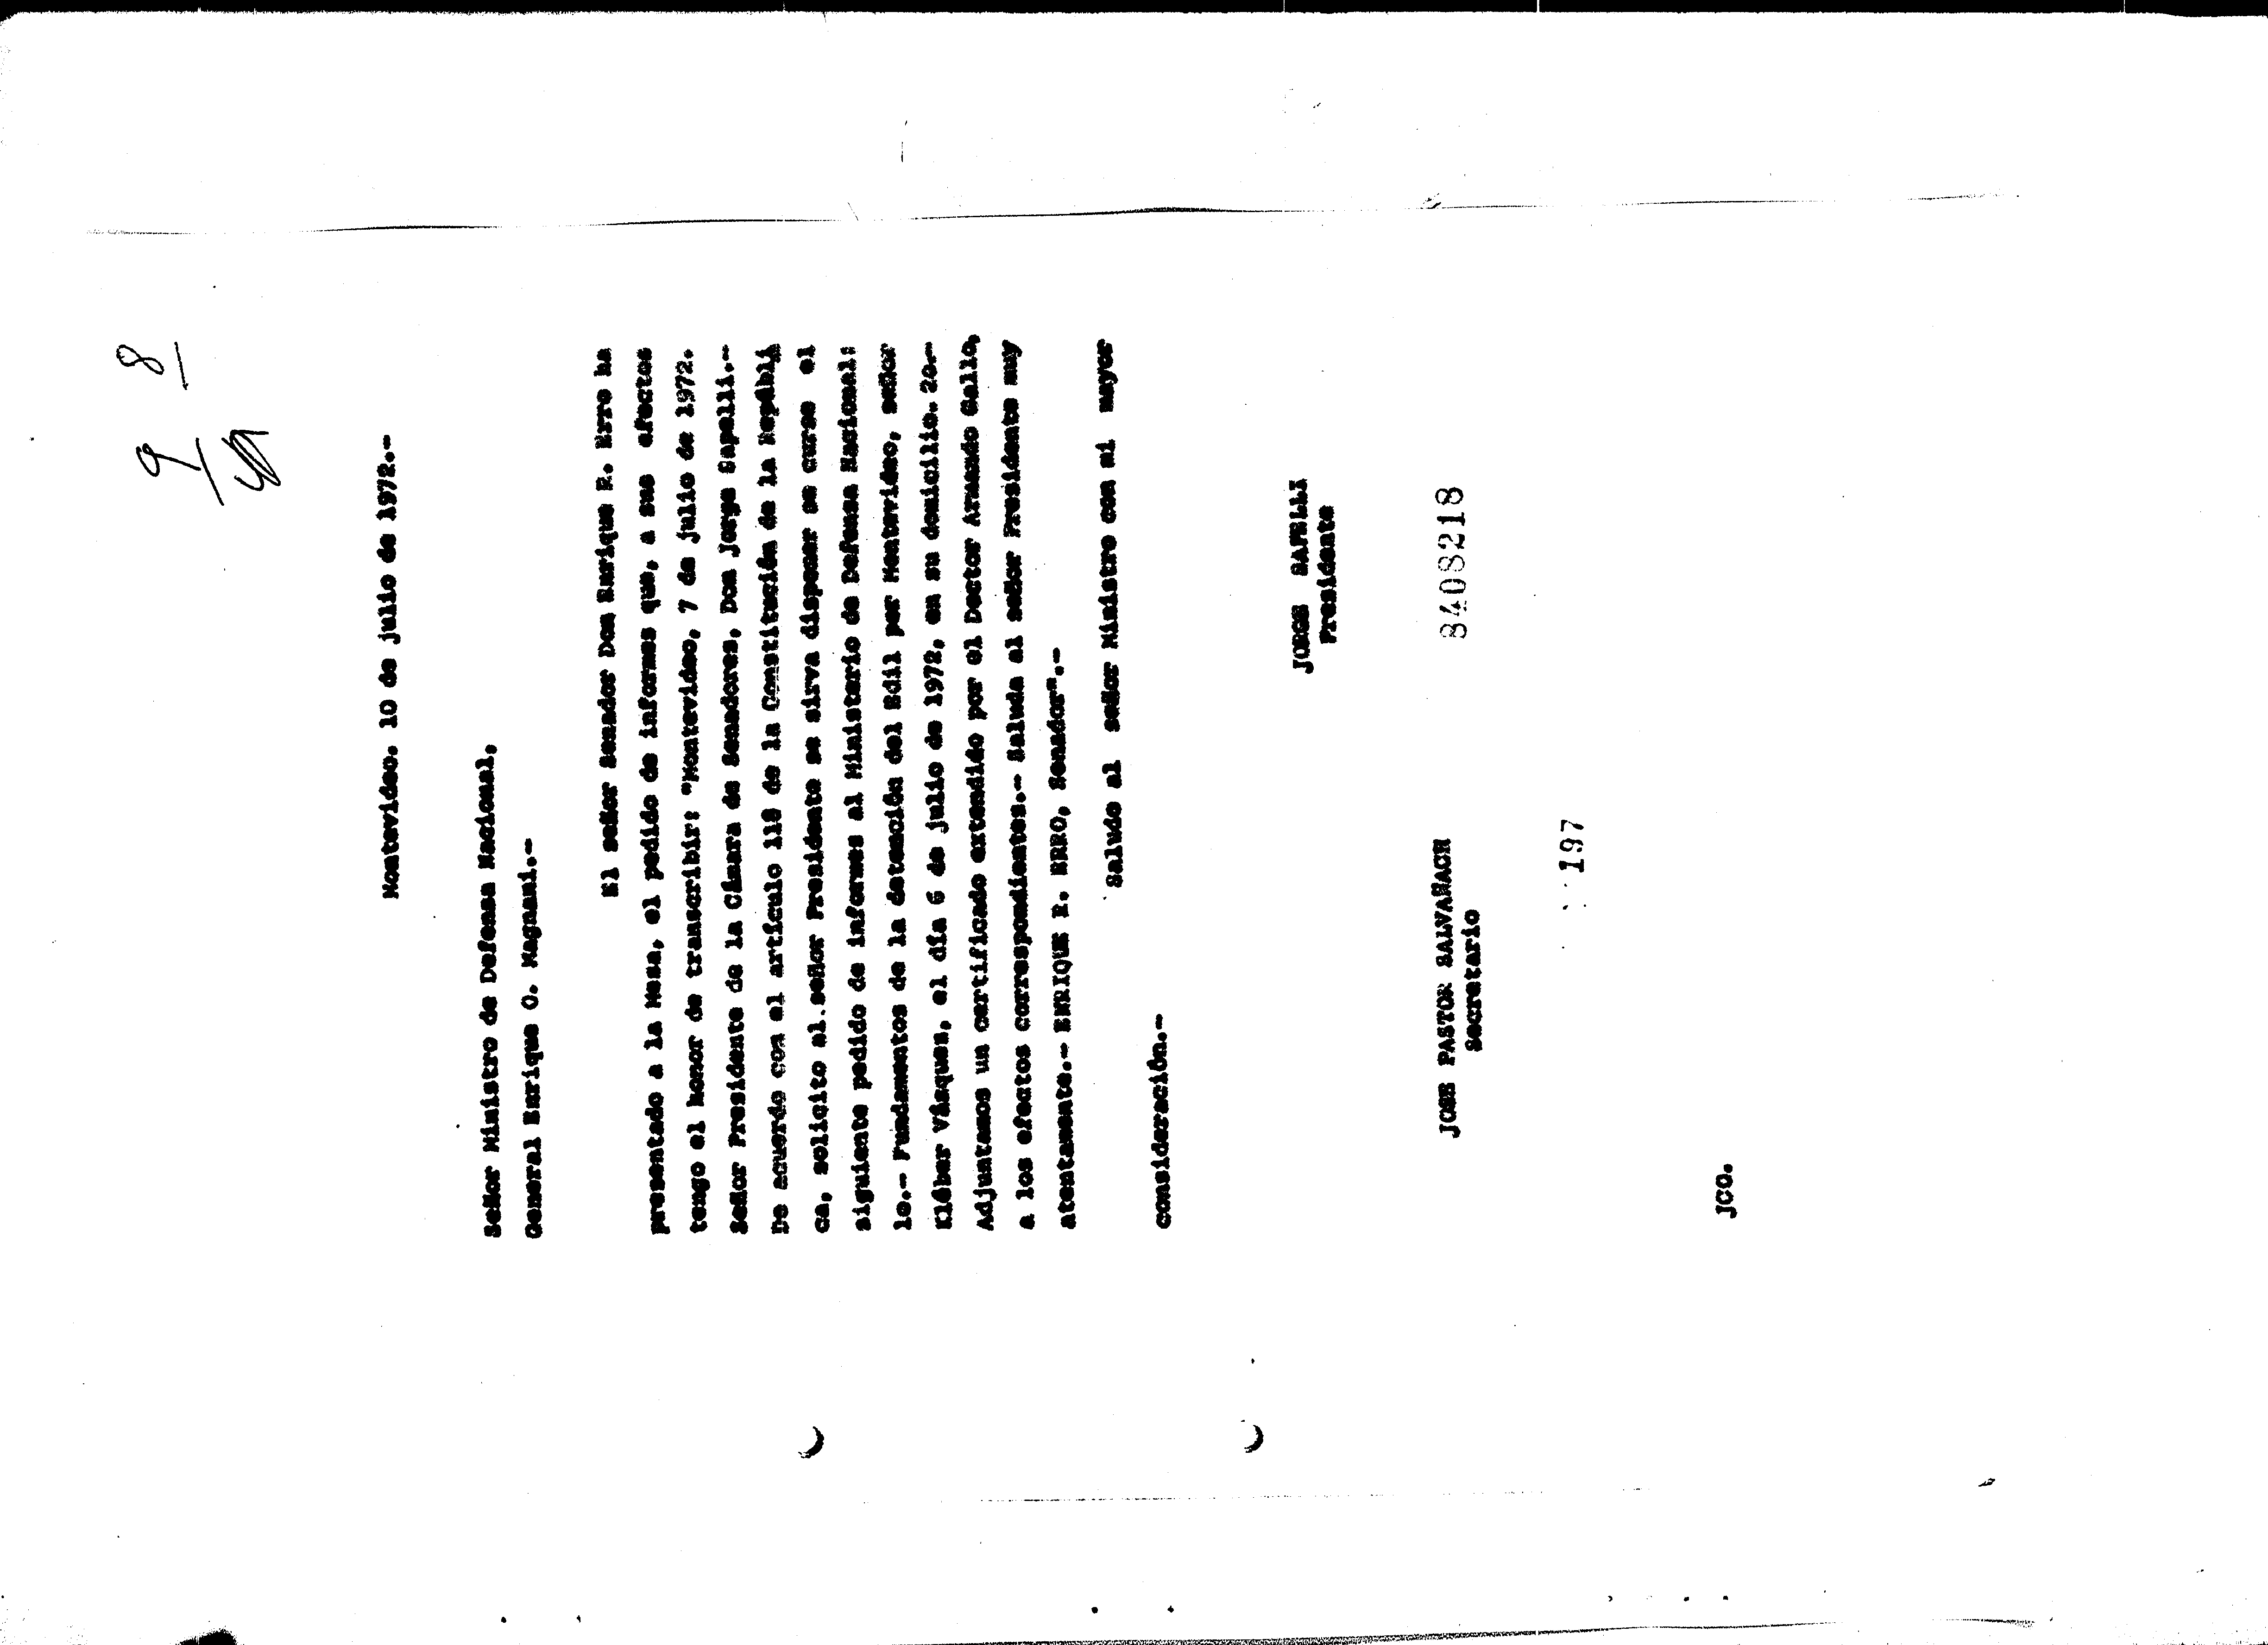 8
9
Montevideo. 10 de julio de 1972.-
Señor Ministro de Defensa Nacional,
General Enrique O. Magnani.-
El señor Senador Don Enrique R. Erro ha
presentado a la Mesa, el pedido de informes que, a sus efectos
tengo el honor de transcribir: "Montevideo, 7 de julio de 1972.
Señor Presidente de la Cámara de Senadores, Don Jorge Sapelli.-
De acuerdo con el artículo 118 de la Constitución de la Repúbli
ca, solicito al señor Presidente se sirva disponer se curse el
siguiente pedido de informes al Ministerio de Defensa Nacional:
1o.- Fundamentos de la detención del Edil por Montevideo, señor
Kléber Vásques, el día 6 de julio de 1972, en su domicilio. 2o.-
Adjuntamos un certificado extendido por el Doctor Armando Gallo,
a los efectos correspondientes.- Saluda al señor Presidente muy
atentamente.- ENRIQUE R. ERRO, Senador".-
Saludo al señor Ministro con mi mayor
consideración.-
JORGE SAPELLI
Presidente
JOSE PASTOR SALVAÑACH
Secretario
8408218
197
JCO.